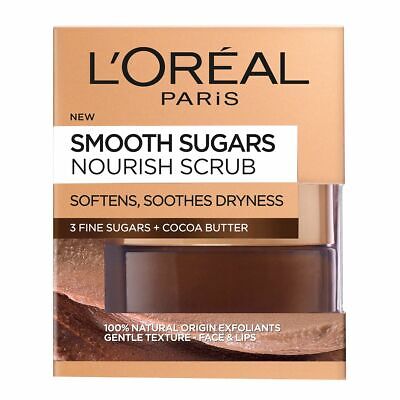 L'ORÉAL
PARiS
NEW
SMOOTH SUGARS
NOURISH SCRUB
SOFTENS, SOOTHES DRYNESS
3 FINE SUGARS + COCOA BUTTER
100% NATURAL ORIGIN EXFOLIANTS
GENTLE TEXTURE - FACE & LIPS